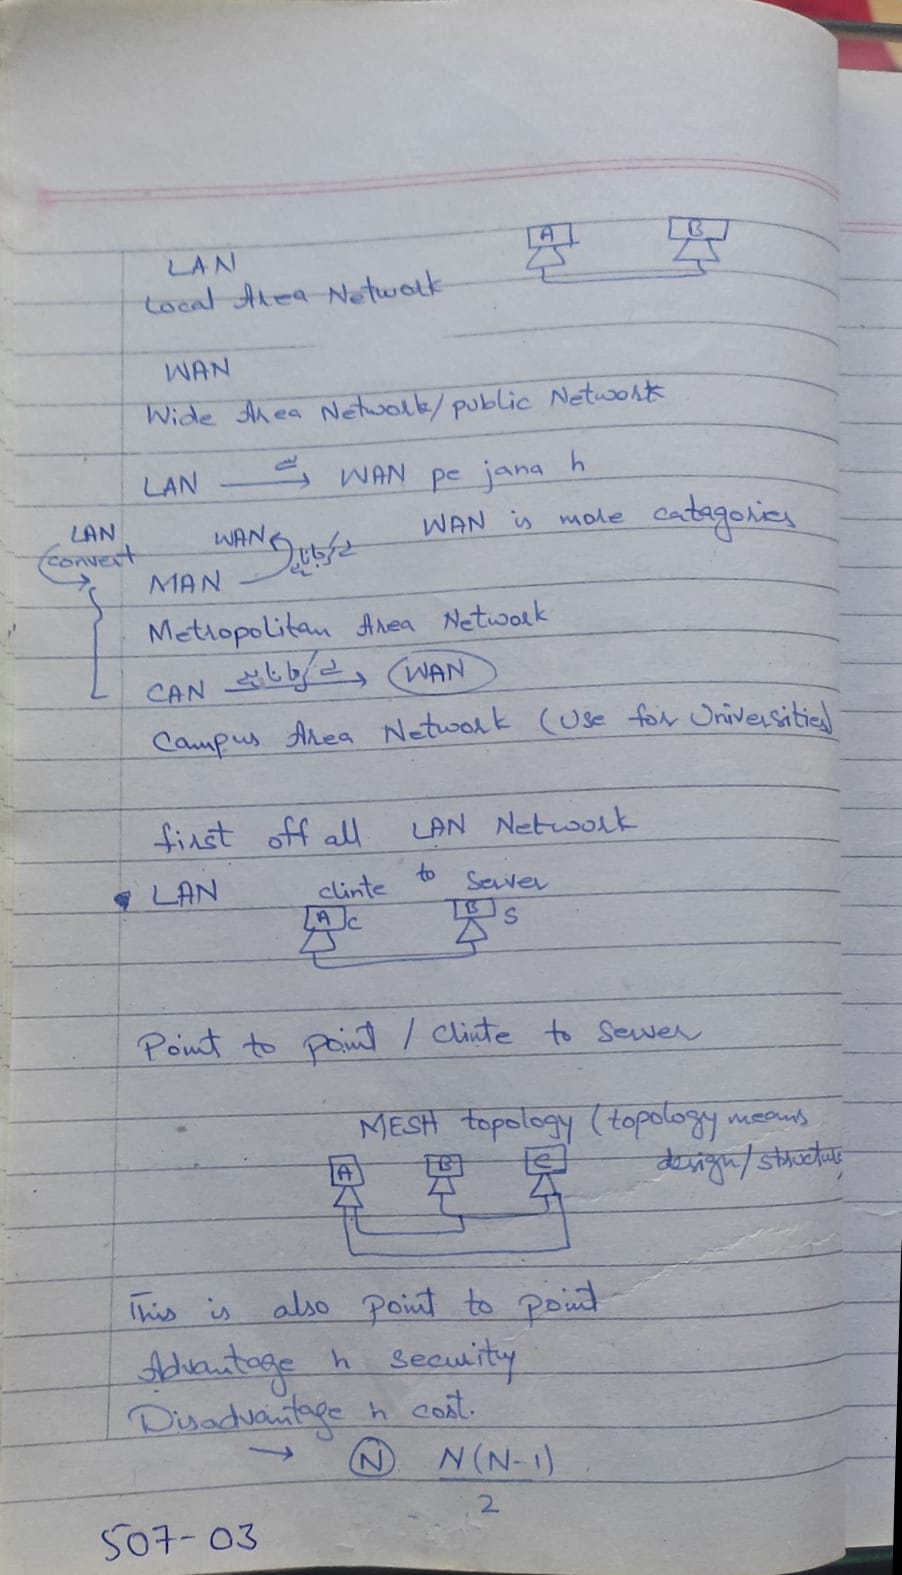 LAN
A B
Local Area Network
WAN
Wide Area Network/public Network
LAN → WAN pe jana h
WAN is more catagories
LAN
convert
WAN
MAN
Metropolitan Area Network
CAN → WAN
Campus Area Network (Use for Universities)
first off all LAN Network
• LAN clinte to Server
A C B S
Point to point / Clinte to Server
MESH topology (topology means
design/structure
A B C
This is also point to point
Advantage h security
Disadvantage h cost.
→ N N(N-1)
2
507-03